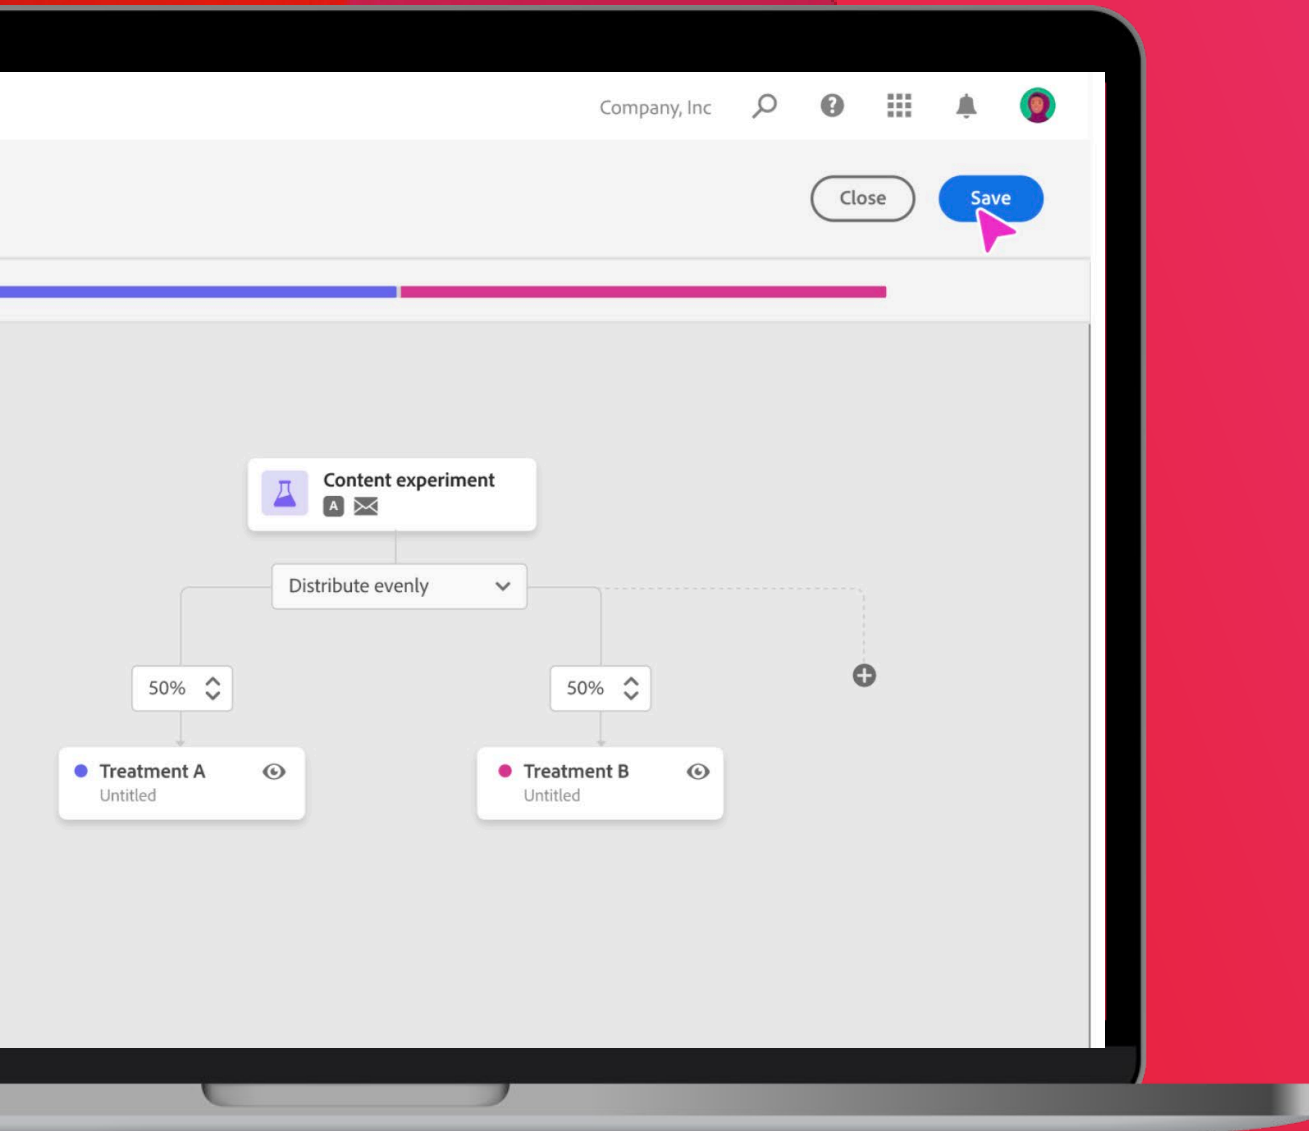 Company, Inc
Close
Save
Content experiment
A
Distribute evenly
50%
50%
Treatment A
Untitled
Treatment B
Untitled